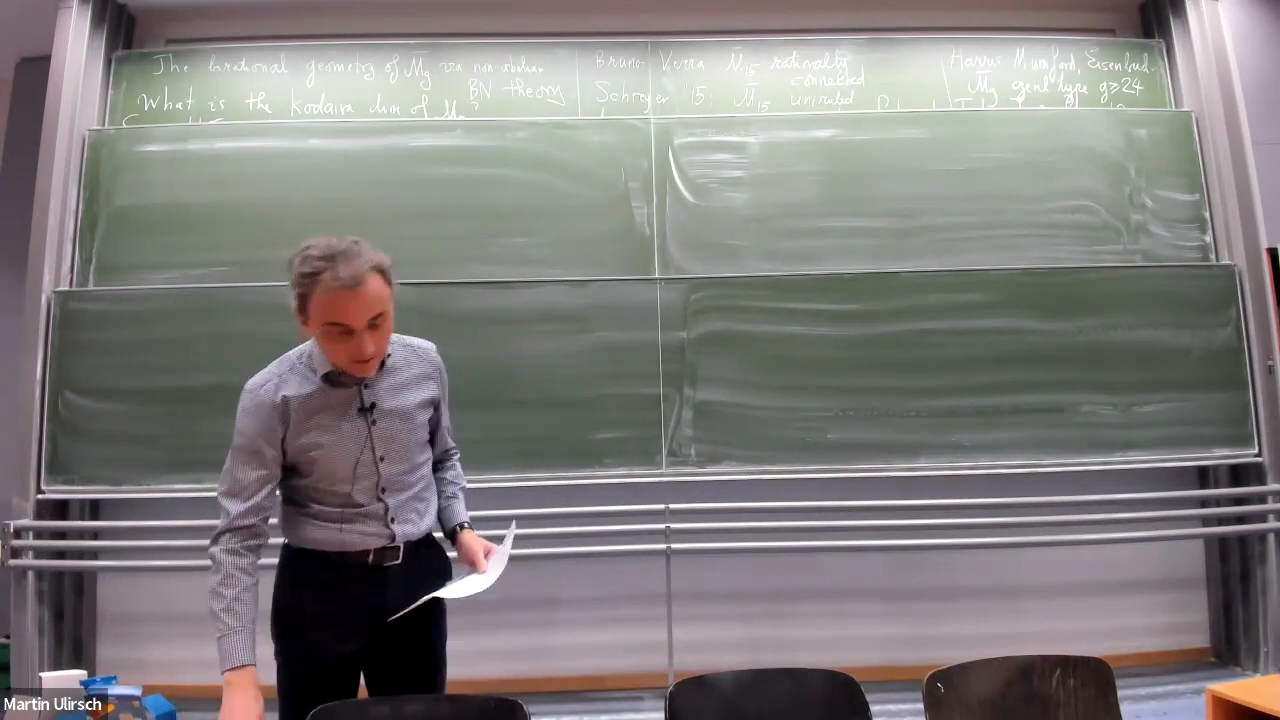 The birational geometry of M̄g via non-abelian
BN theory
What is the kodaira dim of M̄g?
Bruno Verra M̄15 rationally
connected
Schreyer '15: M̄15 uniruled
Harris Mumford, Eisenbud
M̄g genl type g≥24
Martin Ulirsch